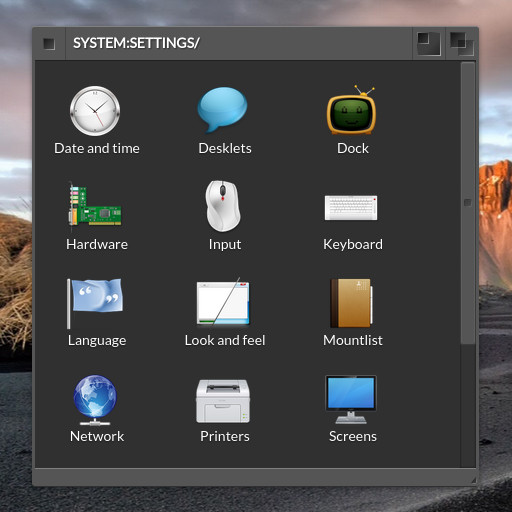 SYSTEM:SETTINGS/
Date and time
Desklets
Dock
Hardware
Input
Keyboard
Language
Look and feel
Mountlist
Network
Printers
Screens